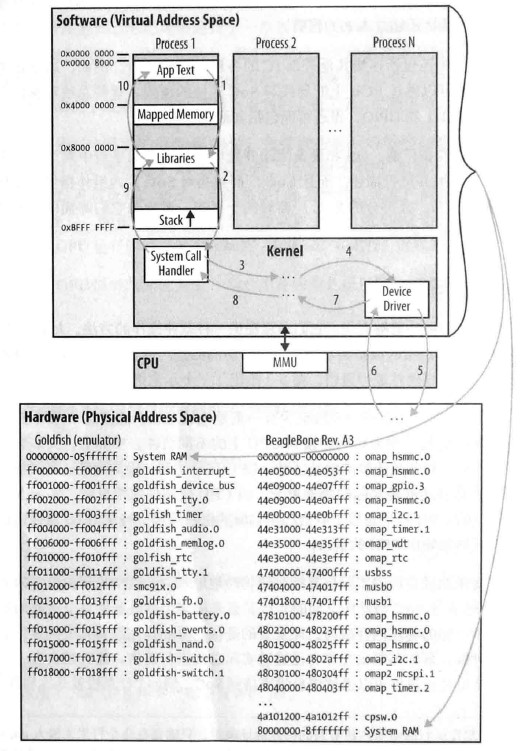 Software (Virtual Address Space)
Process 1
Process 2
Process N
0x0000 0000
0x0000 8000
App Text
10
1
0x4000 0000
Mapped Memory
...
...
0x8000 0000
Libraries
2
9
Stack
0xBFFF FFFF
System Call Handler
Kernel
3
...
4
8
...
7
Device Driver
CPU
MMU
6
5
...
Hardware (Physical Address Space)
Goldfish (emulator)
00000000-05ffffff : System RAM
ff000000-ff000fff : goldfish_interrupt_
ff001000-ff001fff : goldfish_device_bus
ff002000-ff002fff : goldfish_tty.0
ff003000-ff003fff : golfish_timer
ff004000-ff004fff : goldfish_audio.0
ff006000-ff006fff : goldfish_memlog.0
ff010000-ff010fff : golfish_rtc
ff011000-ff011fff : goldfish_tty.1
ff012000-ff012fff : smc91x.0
ff013000-ff013fff : goldfish_fb.0
ff014000-ff014fff : goldfish-battery.0
ff015000-ff015fff : goldfish_events.0
ff015000-ff015fff : goldfish_nand.0
ff017000-ff017fff : goldfish-switch.0
ff018000-ff018fff : goldfish-switch.1
BeagleBone Rev. A3
00000000-00000000 : omap_hsmmc.0
44e05000-44e053ff : omap_hsmmc.0
44e09000-44e07fff : omap_gpio.3
44e09000-44e0afff : omap_hsmmc.0
44e0b000-44e0bfff : omap_i2c.1
44e31000-44e313ff : omap_timer.1
44e35000-44e35fff : omap_wdt
44e3e000-44e3efff : omap_rtc
47400000-47400fff : usbss
47404000-474017ff : musb0
47401800-47401fff : musb1
47810100-478200ff : omap_hsmmc.0
48022000-48023fff : omap_hsmmc.0
48015000-48025fff : omap_hsmmc.0
4802a000-4802afff : omap_i2c.1
48030100-480304ff : omap2_mcspi.1
48040000-480403ff : omap_timer.2
...
4a101200-4a1012ff : cpsw.0
80000000-8fffffff : System RAM